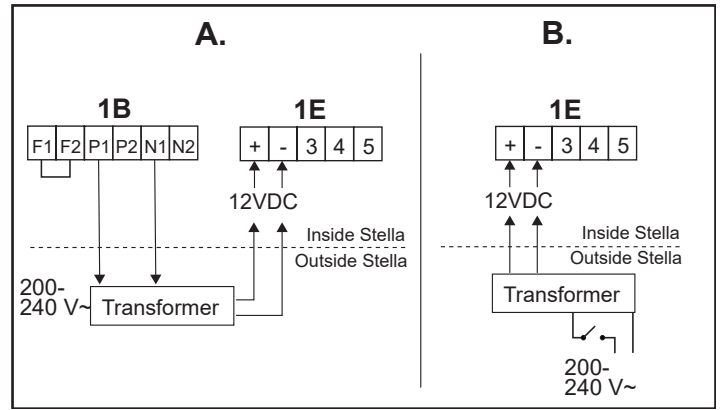 A.
1B
1E
F1 F2 P1 P2 N1 N2
+ - 3 4 5
12VDC
Inside Stella
Outside Stella
200-
240 V~
Transformer
B.
1E
+ - 3 4 5
12VDC
Inside Stella
Outside Stella
Transformer
200-
240 V~